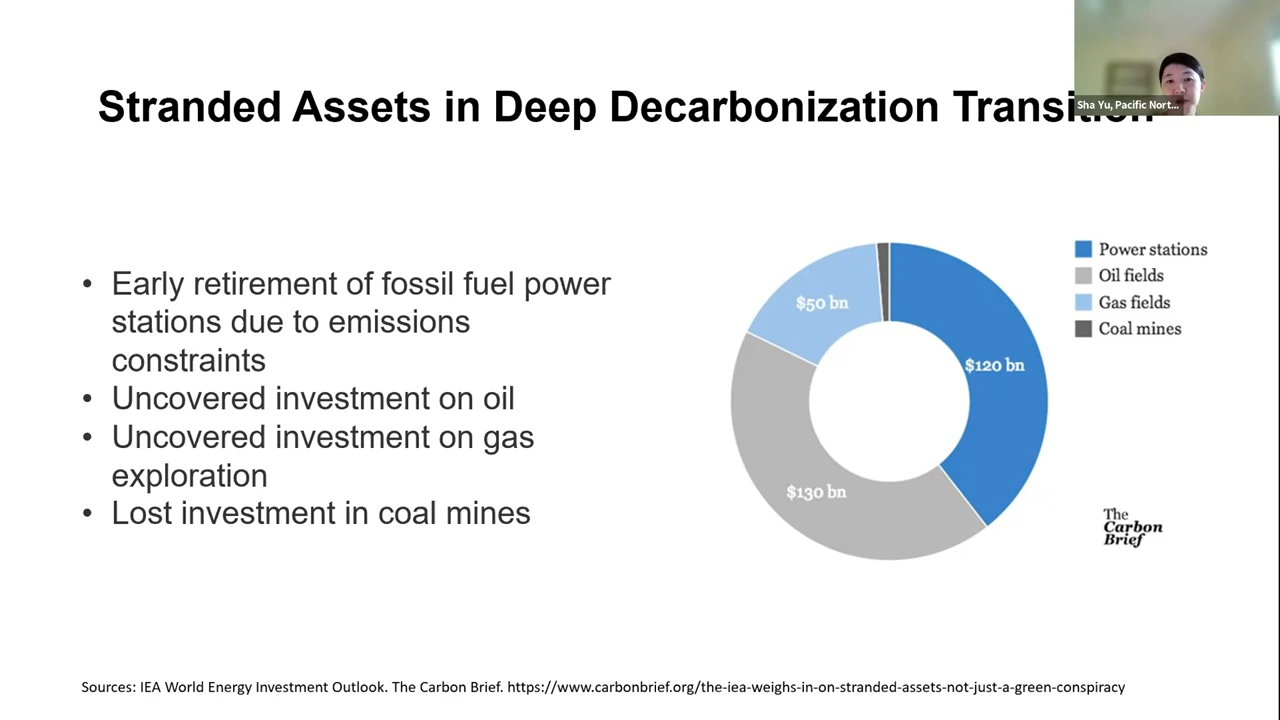 Sha Yu, Pacific Nort...
Stranded Assets in Deep Decarbonization Transition
• Early retirement of fossil fuel power
stations due to emissions
constraints
• Uncovered investment on oil
• Uncovered investment on gas
exploration
• Lost investment in coal mines
$50 bn
$120 bn
$130 bn
Power stations
Oil fields
Gas fields
Coal mines
The
Carbon
Brief
Sources: IEA World Energy Investment Outlook. The Carbon Brief. https://www.carbonbrief.org/the-iea-weighs-in-on-stranded-assets-not-just-a-green-conspiracy